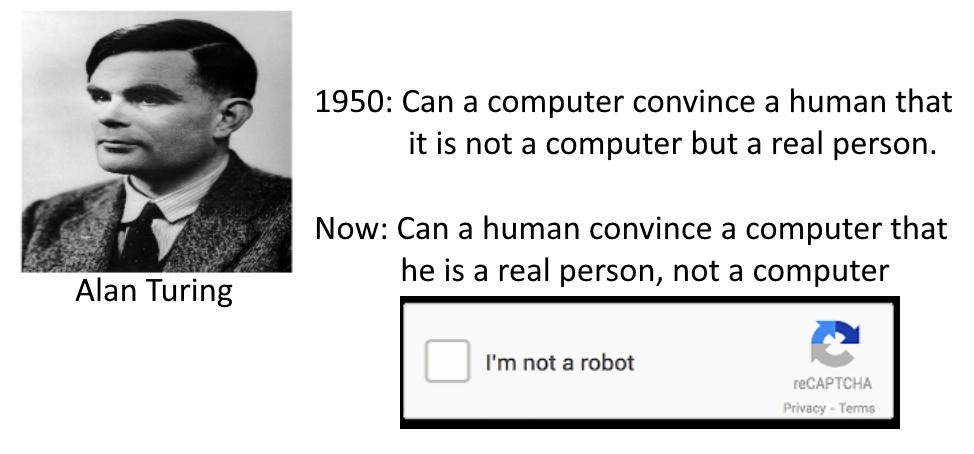 1950: Can a computer convince a human that
it is not a computer but a real person.
Now: Can a human convince a computer that
he is a real person, not a computer
Alan Turing
I'm not a robot
reCAPTCHA
Privacy - Terms